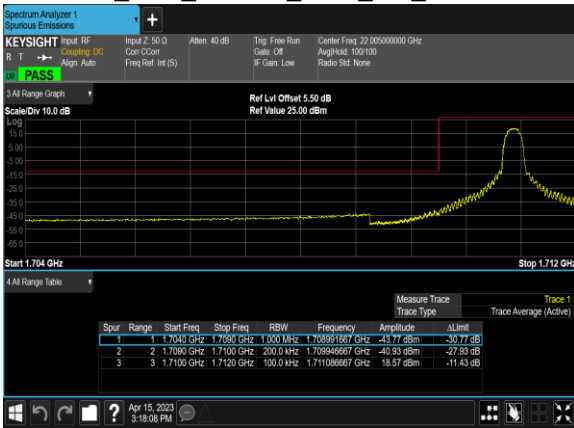 Spectrum Analyzer 1
Spurious Emissions
KEYSIGHT Input: RF Input Z: 50 Ω Atten: 40 dB Trig: Free Run Center Freq: 22.005000000 GHz
R T Coupling: DC Corr CCorr Gate: Off Avg|Hold: 100/100
Align: Auto Freq Ref: Int (S) IF Gain: Low Radio Std: None
PASS
3 All Range Graph
Ref Lvl Offset 5.50 dB
Scale/Div 10.0 dB Ref Value 25.00 dBm
Log
15.0
5.00
-5.00
-15.0
-25.0
-35.0
-45.0
-55.0
-65.0
Start 1.704 GHz Stop 1.712 GHz
4 All Range Table
Measure Trace Trace 1
Trace Type Trace Average (Active)
Spur Range Start Freq Stop Freq RBW Frequency Amplitude ΔLimit
1 1 1.7040 GHz 1.7090 GHz 1.000 MHz 1.708991667 GHz -43.77 dBm -30.77 dB
2 2 1.7090 GHz 1.7100 GHz 200.0 kHz 1.709946667 GHz -40.93 dBm -27.93 dB
3 3 1.7100 GHz 1.7120 GHz 100.0 kHz 1.711086667 GHz 18.57 dBm -11.43 dB
Apr 15, 2023
3:18:08 PM